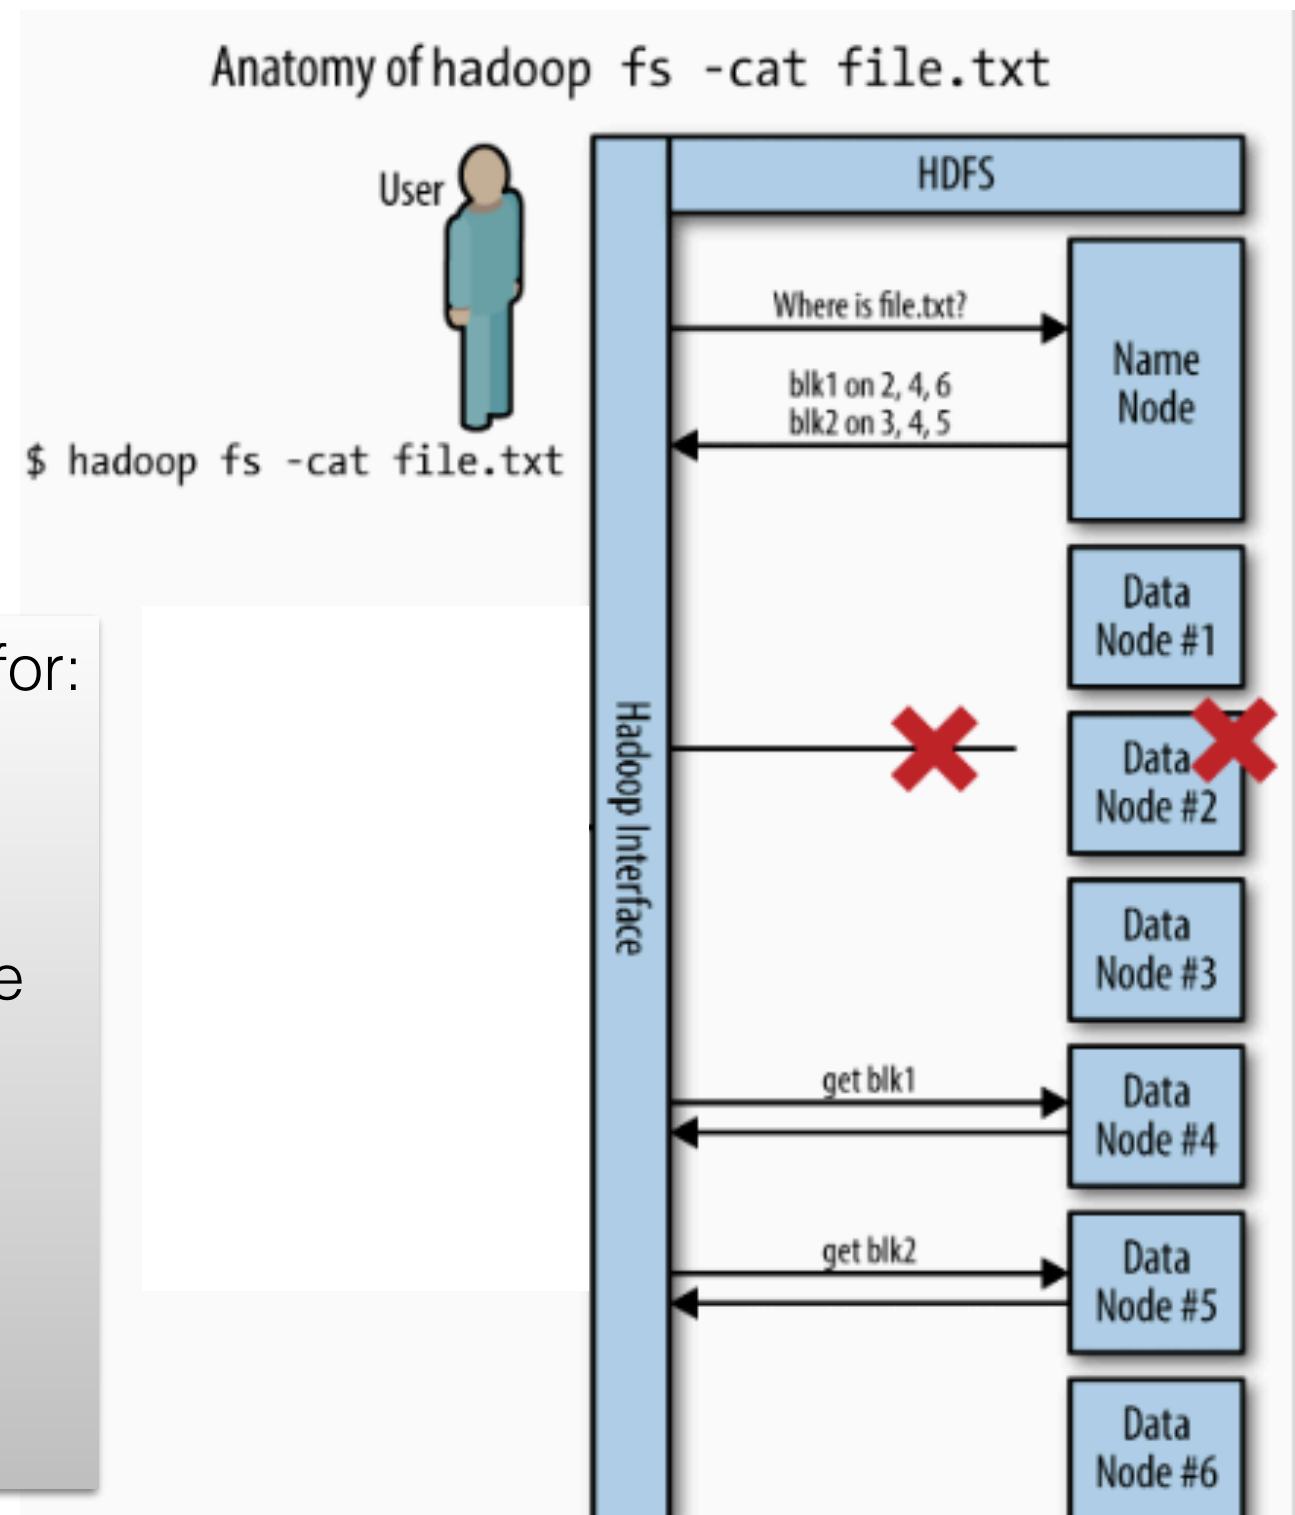 Anatomy of hadoop fs -cat file.txt
User
HDFS
Where is file.txt?
blk1 on 2, 4, 6
blk2 on 3, 4, 5
Name
Node
$ hadoop fs -cat file.txt
Data
Node #1
for:
Hadoop Interface
Data
Node #2
Data
Node #3
e
get blk1
Data
Node #4
get blk2
Data
Node #5
Data
Node #6